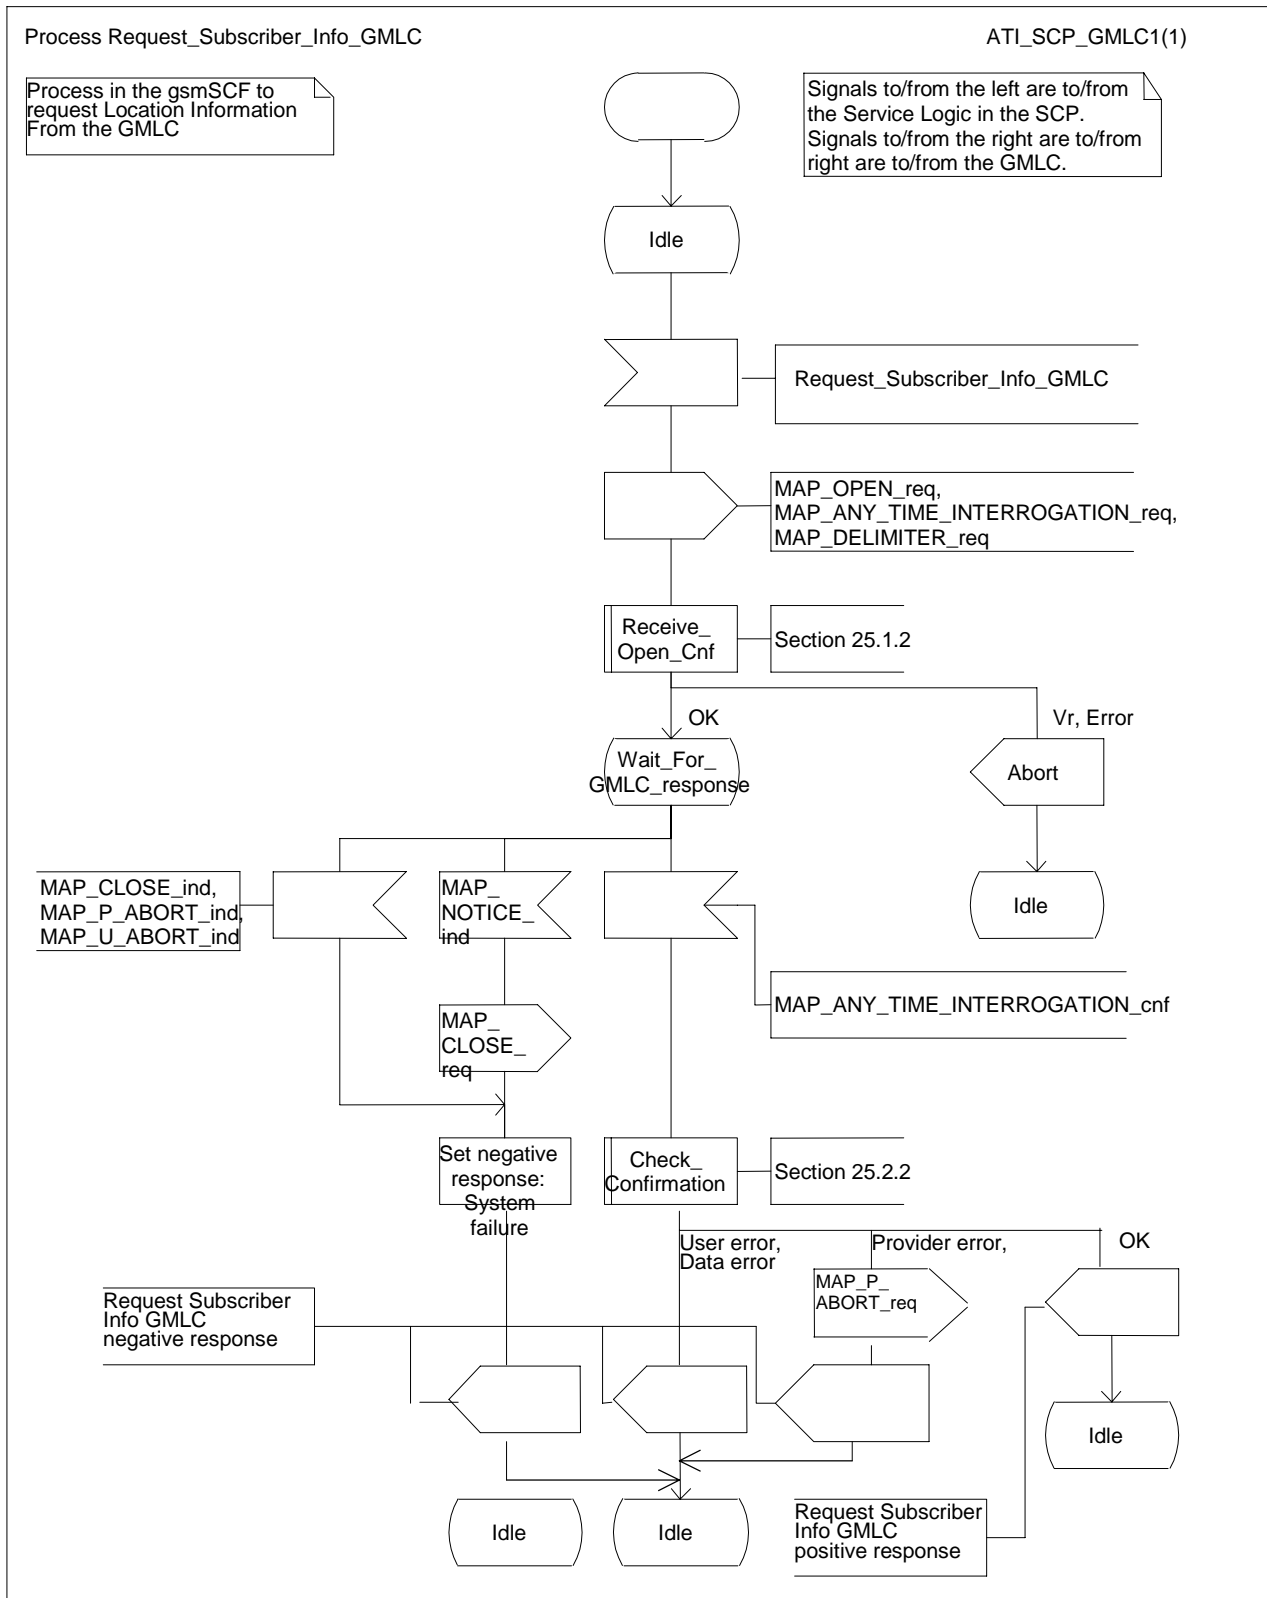 Process Request_Subscriber_Info_GMLC
ATI_SCP_GMLC1(1)
Process in the gsmSCF to
request Location Information
From the GMLC
Signals to/from the left are to/from
the Service Logic in the SCP.
Signals to/from the right are to/from
right are to/from the GMLC.
Idle
Request_Subscriber_Info_GMLC
MAP_OPEN_req,
MAP_ANY_TIME_INTERROGATION_req,
MAP_DELIMITER_req
Receive_
Open_Cnf
Section 25.1.2
OK
Vr, Error
Wait_For_
GMLC_response
Abort
MAP_CLOSE_ind,
MAP_P_ABORT_ind,
MAP_U_ABORT_ind
MAP_
NOTICE_
ind
Idle
MAP_ANY_TIME_INTERROGATION_cnf
MAP_
CLOSE_
req
Set negative
response:
System
failure
Check_
Confirmation
Section 25.2.2
User error,
Data error
Provider error,
OK
MAP_P_
ABORT_req
Request Subscriber
Info GMLC
negative response
Idle
Idle
Idle
Request Subscriber
Info GMLC
positive response